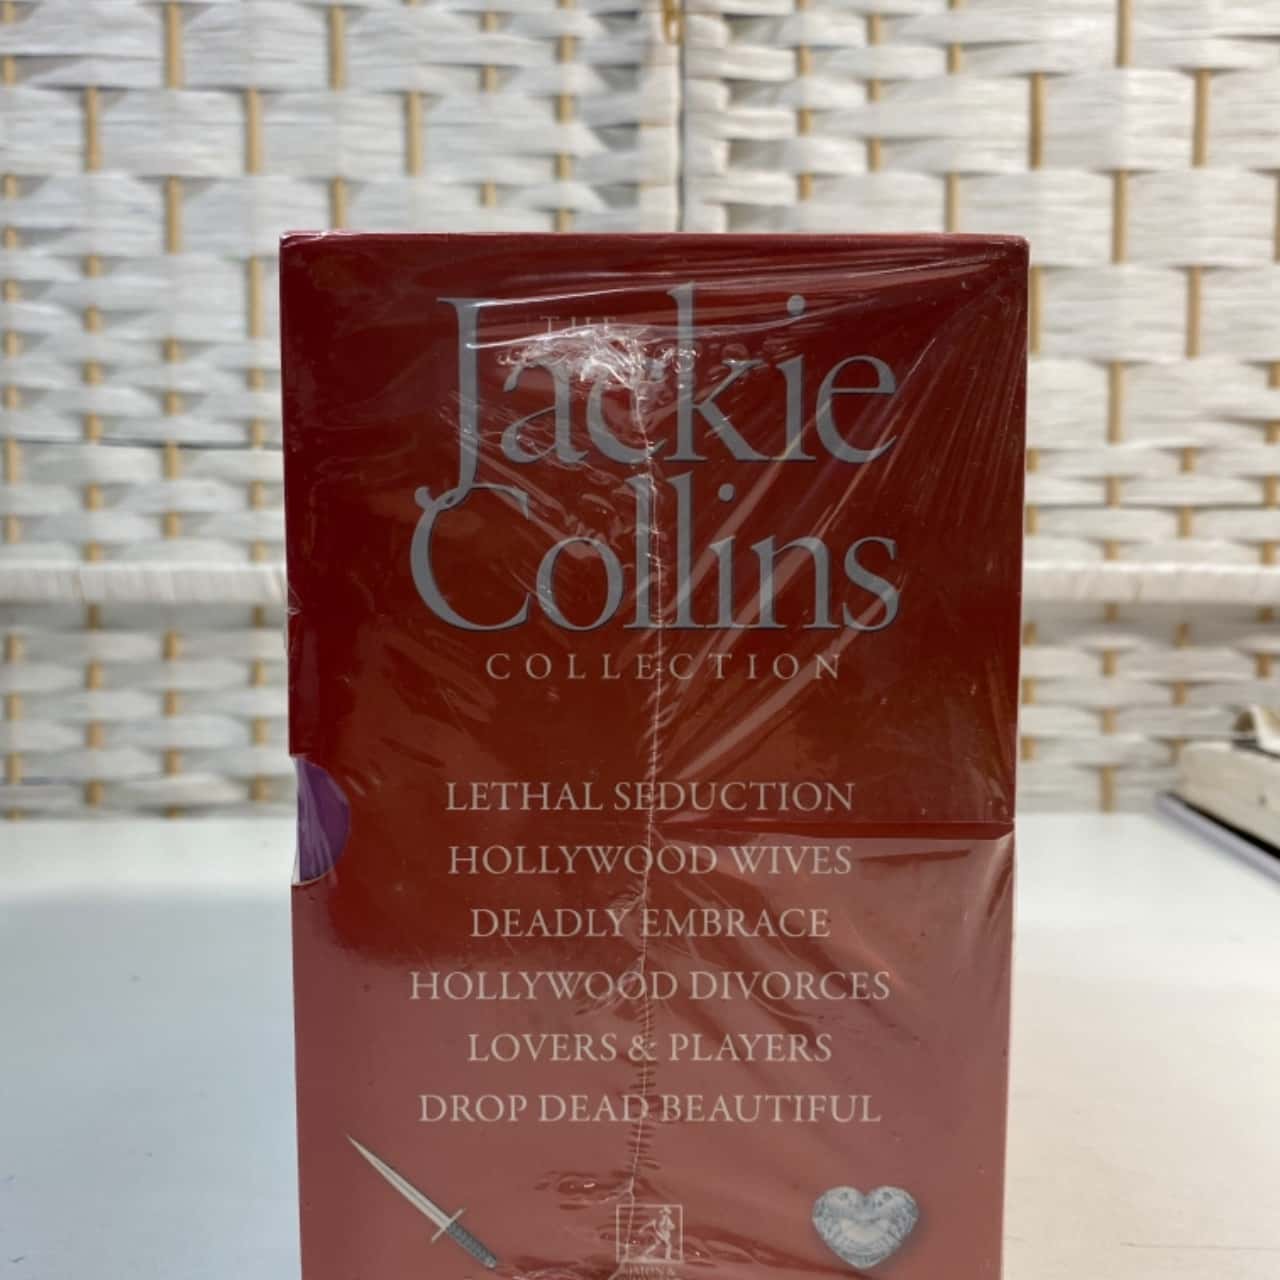 THE
Jackie
Collins
COLLECTION
LETHAL SEDUCTION
HOLLYWOOD WIVES
DEADLY EMBRACE
HOLLYWOOD DIVORCES
LOVERS & PLAYERS
DROP DEAD BEAUTIFUL